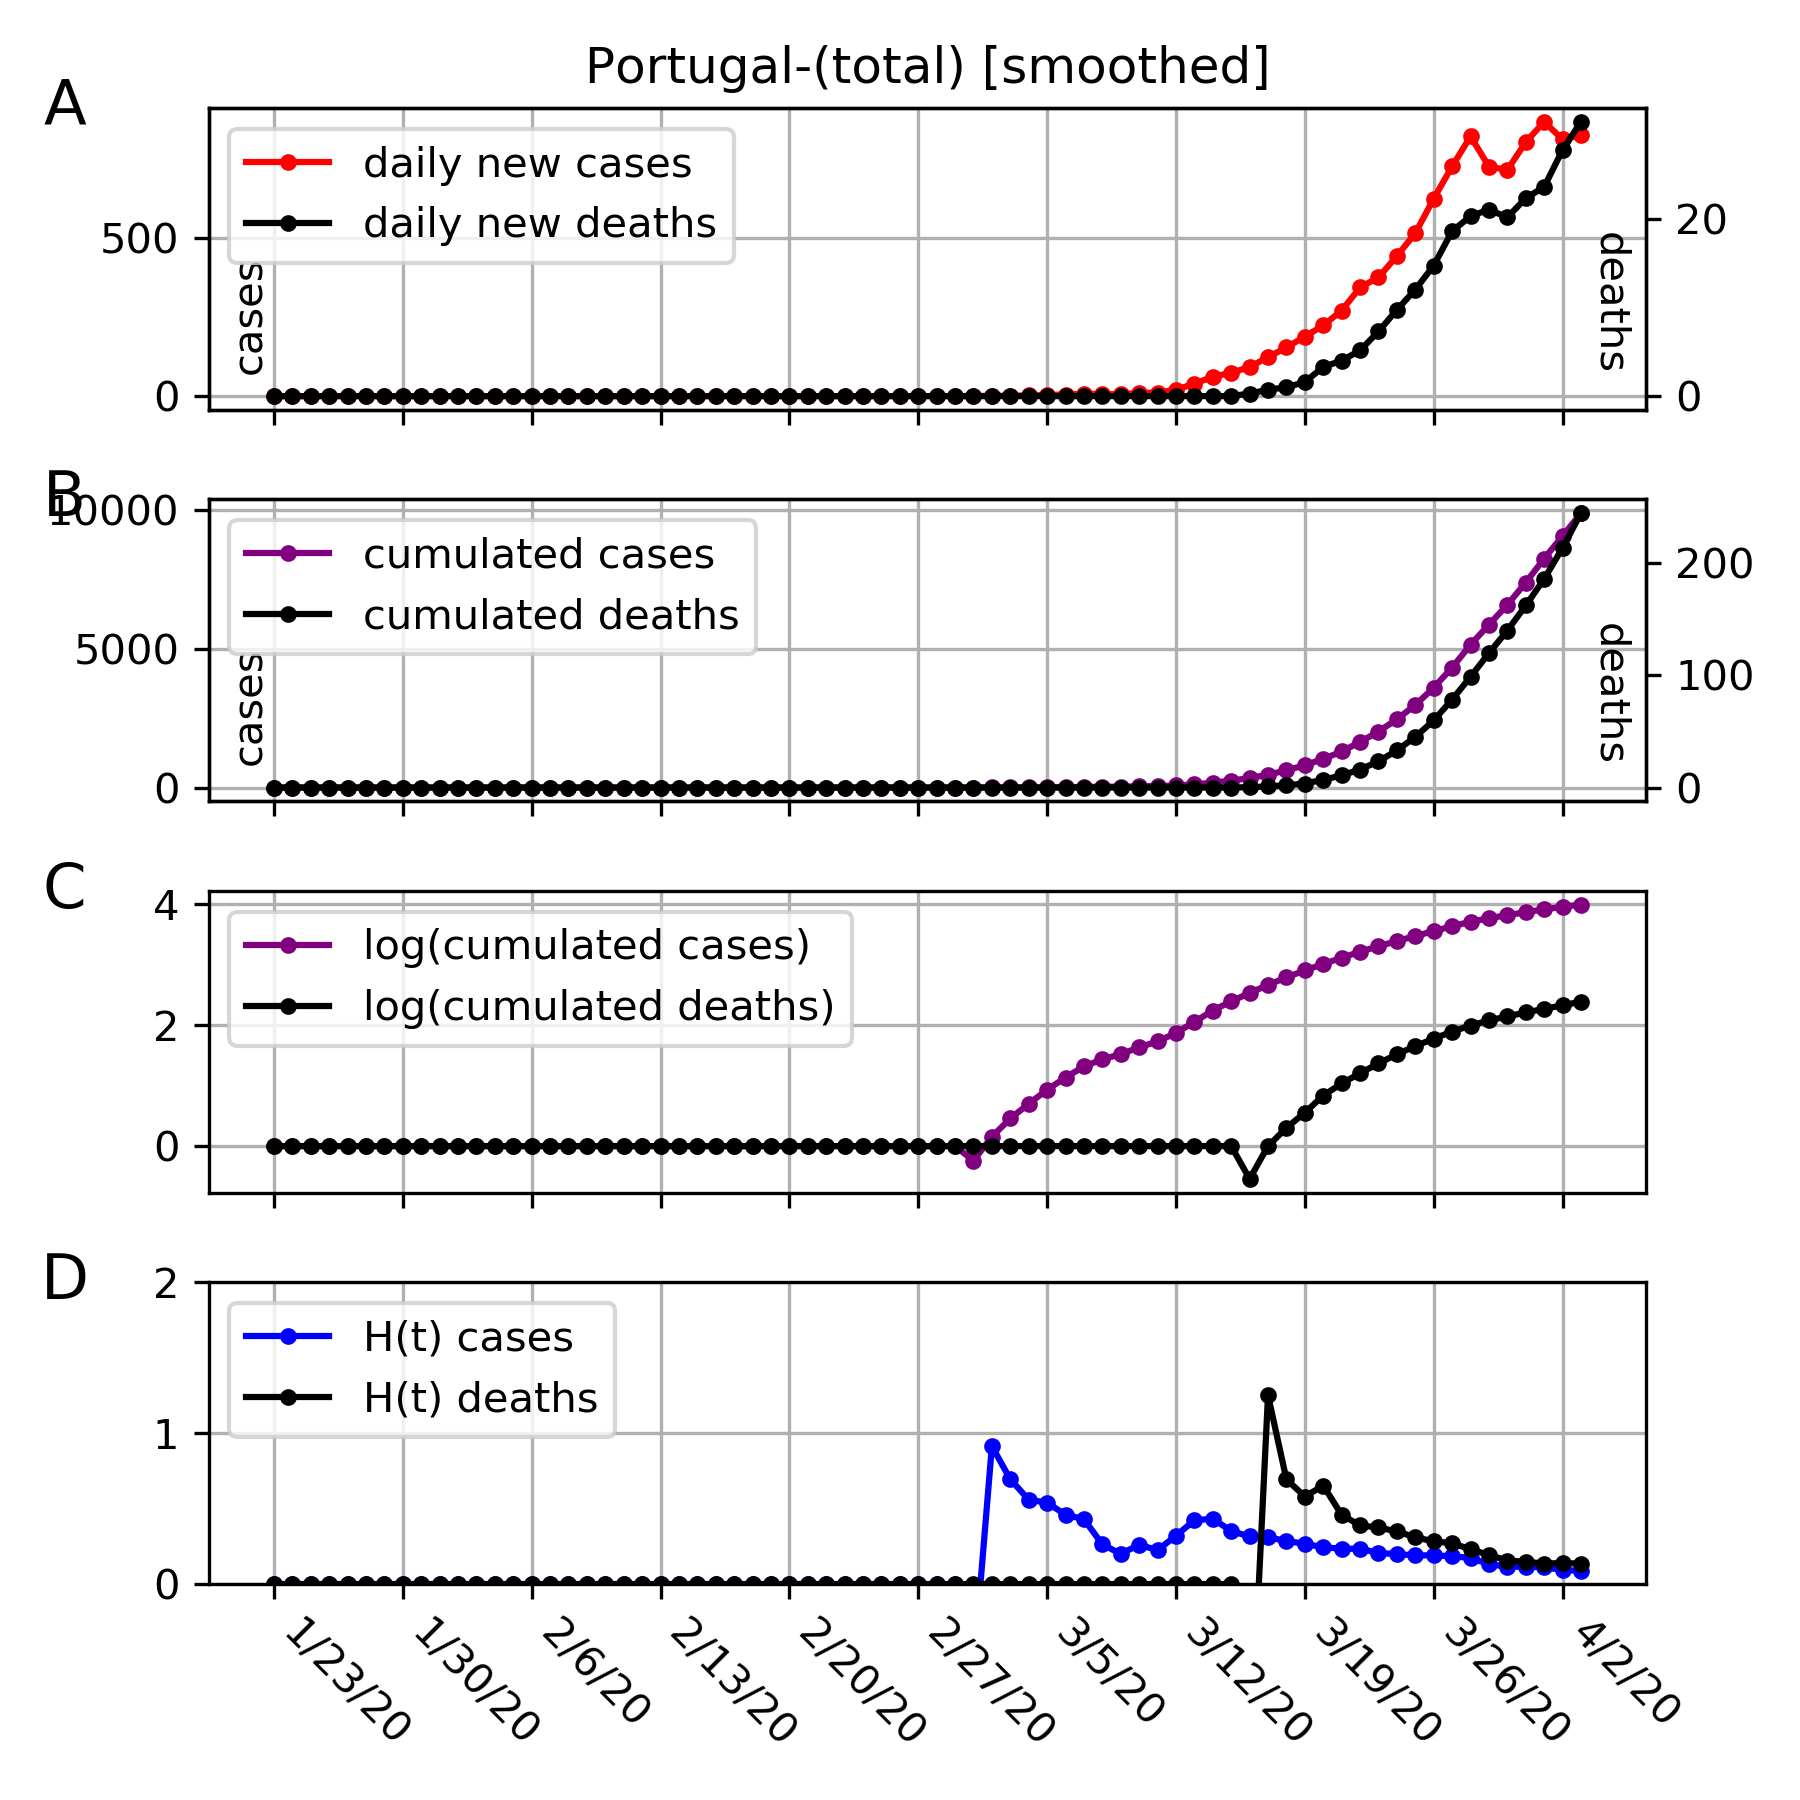 Portugal-(total) [smoothed]
A
daily new cases
daily new deaths
500
0
cases
20
0
deaths
B
cumulated cases
cumulated deaths
10000
5000
0
cases
200
100
0
deaths
C
log(cumulated cases)
log(cumulated deaths)
4
2
0
D
H(t) cases
H(t) deaths
2
1
0
1/23/20
1/30/20
2/6/20
2/13/20
2/20/20
2/27/20
3/5/20
3/12/20
3/19/20
3/26/20
4/2/20